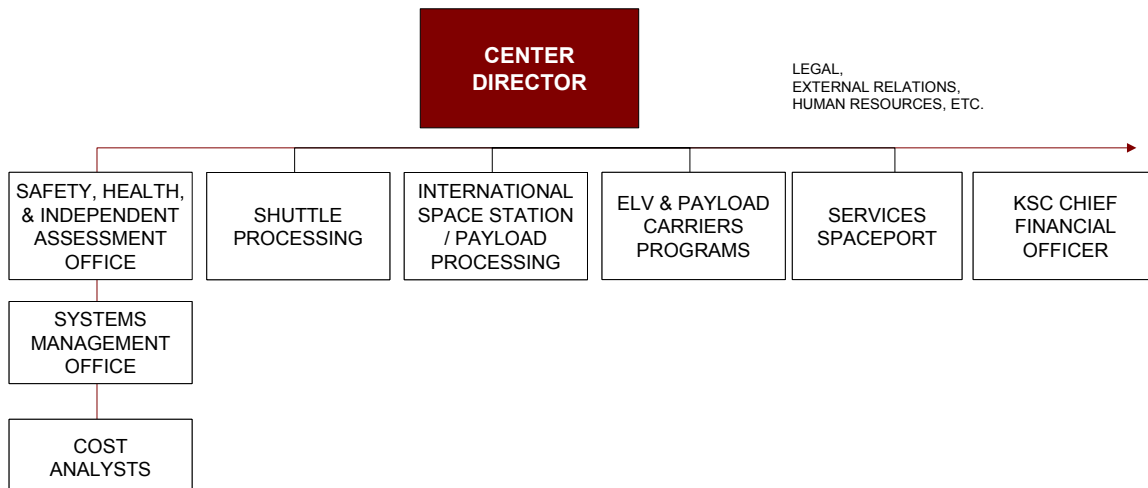 CENTER
DIRECTOR
LEGAL,
EXTERNAL RELATIONS,
HUMAN RESOURCES, ETC.
SAFETY, HEALTH,
& INDEPENDENT
ASSESSMENT
OFFICE
SHUTTLE
PROCESSING
INTERNATIONAL
SPACE STATION
/ PAYLOAD
PROCESSING
ELV & PAYLOAD
CARRIERS
PROGRAMS
SERVICES
SPACEPORT
KSC CHIEF
FINANCIAL
OFFICER
SYSTEMS
MANAGEMENT
OFFICE
COST
ANALYSTS